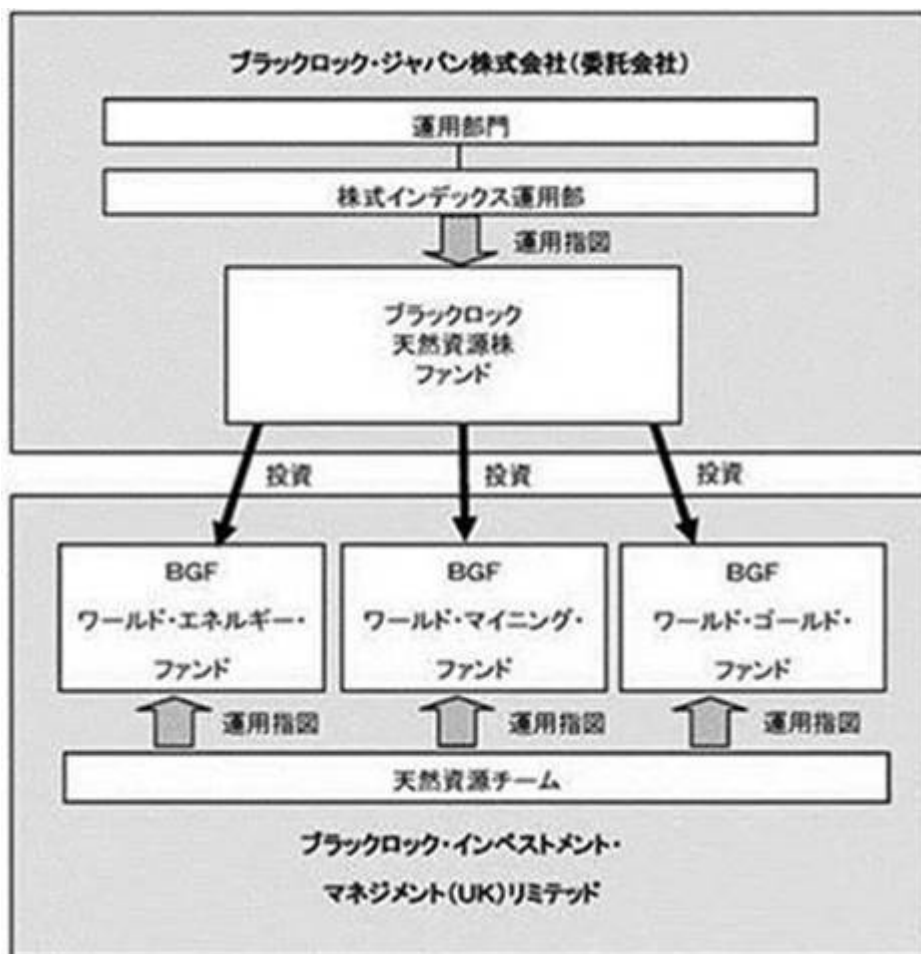 ブラックロック・ジャパン株式会社(委託会社)
運用部門
株式インデックス運用部
運用指図
ブラックロック
天然資源株
ファンド
投資 投資 投資
BGF
ワールド・エネルギー・
ファンド
BGF
ワールド・マイニング・
ファンド
BGF
ワールド・ゴールド・
ファンド
運用指図 運用指図 運用指図
天然資源チーム
ブラックロック・インベストメント・
マネジメント(UK)リミテッド